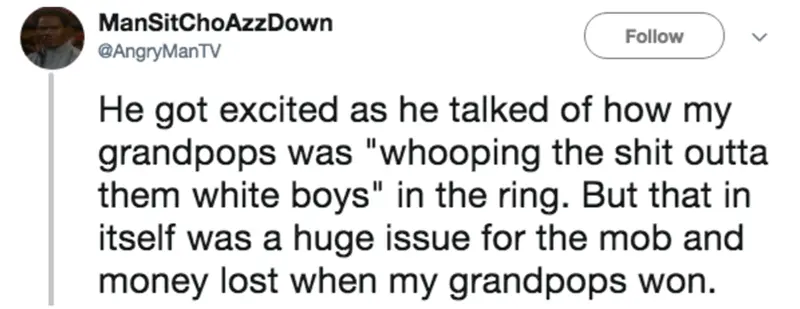 ManSitChoAzzDown
@AngryManTV
Follow
He got excited as he talked of how my
grandpops was "whooping the shit outta
them white boys" in the ring. But that in
itself was a huge issue for the mob and
money lost when my grandpops won.